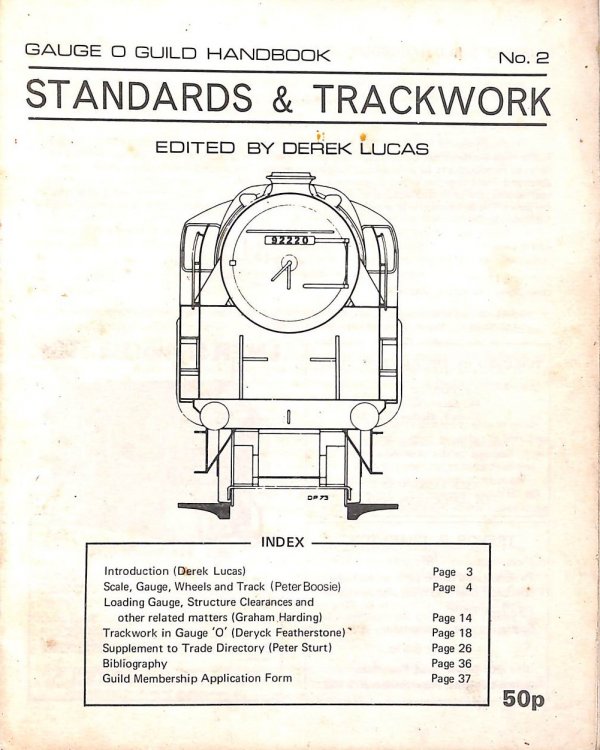 GAUGE O GUILD HANDBOOK No. 2
STANDARDS & TRACKWORK
EDITED BY DEREK LUCAS
92220
DP 73
INDEX
Introduction (Derek Lucas) Page 3
Scale, Gauge, Wheels and Track (Peter Boosie) Page 4
Loading Gauge, Structure Clearances and
other related matters (Graham Harding) Page 14
Trackwork in Gauge 'O' (Deryck Featherstone) Page 18
Supplement to Trade Directory (Peter Sturt) Page 26
Bibliography Page 36
Guild Membership Application Form Page 37
50p